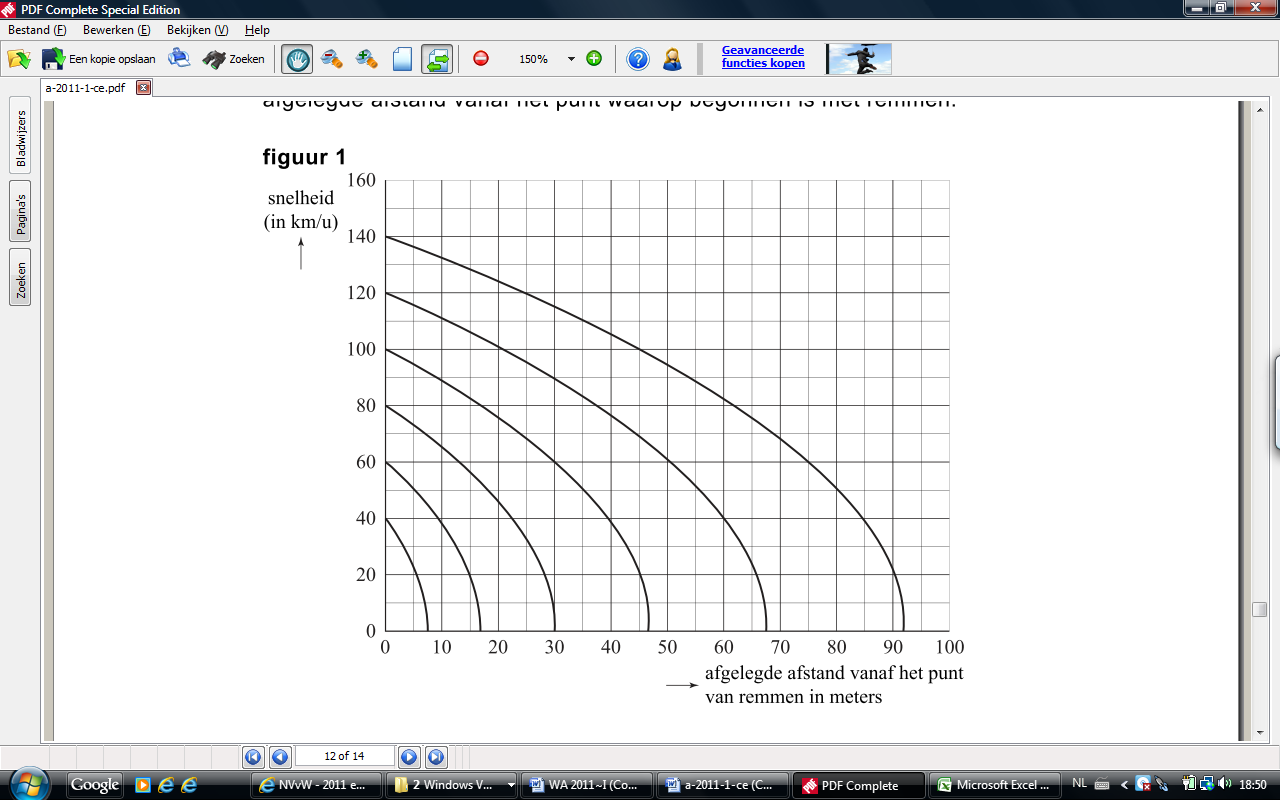 PDF Complete Special Edition
Bestand (F) Bewerken (E) Bekijken (V) Help
Een kopie opslaan Zoeken 150% Geavanceerde
functies kopen
a-2011-1-ce.pdf
Bladwijzers
Pagina's
Zoeken
afgelegde afstand vanaf het punt waarop begonnen is met remmen.
figuur 1
snelheid
(in km/u)
160
140
120
100
80
60
40
20
0
0 10 20 30 40 50 60 70 80 90 100
afgelegde afstand vanaf het punt
van remmen in meters
12 of 14
Google NVvW - 2011 e... 2 Windows V... WA 2011~I (Co... a-2011-1-ce (C... PDF Complete Microsoft Excel ... NL 18:50